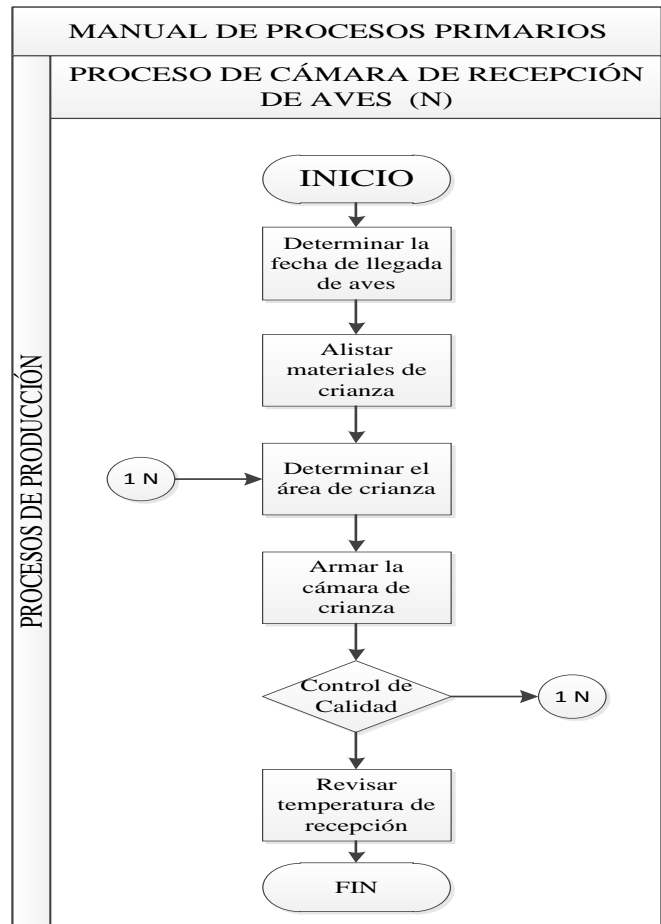 MANUAL DE PROCESOS PRIMARIOS
PROCESO DE CÁMARA DE RECEPCIÓN
DE AVES (N)
PROCESOS DE PRODUCCIÓN
INICIO
Determinar la
fecha de llegada
de aves
Alistar
materiales de
crianza
1 N
Determinar el
área de crianza
Armar la
cámara de
crianza
Control de
Calidad
1 N
Revisar
temperatura de
recepción
FIN